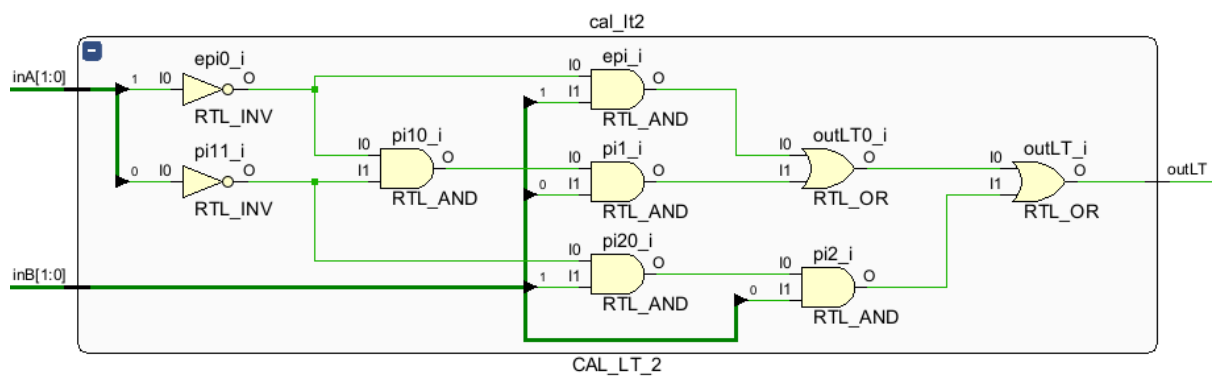 cal_lt2
inA[1:0]
1 I0 epi0_i O
RTL_INV
0 I0 pi11_i O
RTL_INV
I0 pi10_i O
I1
RTL_AND
I0 epi_i O
1 I1
RTL_AND
I0 pi1_i O
0 I1
RTL_AND
I0 pi20_i O
1 I1
RTL_AND
I0 outLT0_i O
I1
RTL_OR
I0 pi2_i O
0 I1
RTL_AND
I0 outLT_i O
I1
RTL_OR
outLT
inB[1:0]
CAL_LT_2